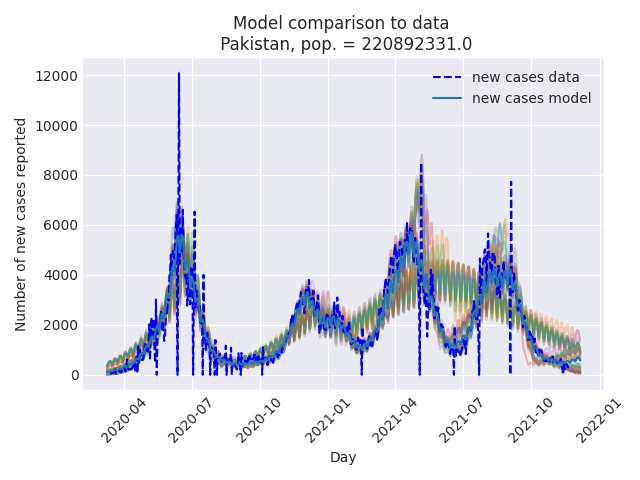 Model comparison to data
Pakistan, pop. = 220892331.0
new cases data
new cases model
Number of new cases reported
12000
10000
8000
6000
4000
2000
0
2020-04
2020-07
2020-10
2021-01
2021-04
2021-07
2021-10
2022-01
Day